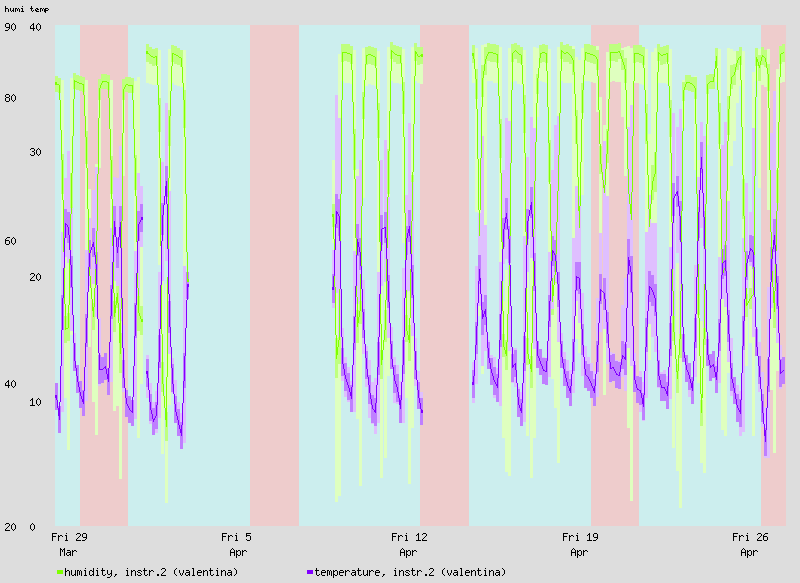 humi temp
90 40
80
30
60
20
40
10
20 0
Fri 29 Fri 5 Fri 12 Fri 19 Fri 26
Mar Apr Apr Apr Apr
humidity, instr.2 (valentina) temperature, instr.2 (valentina)